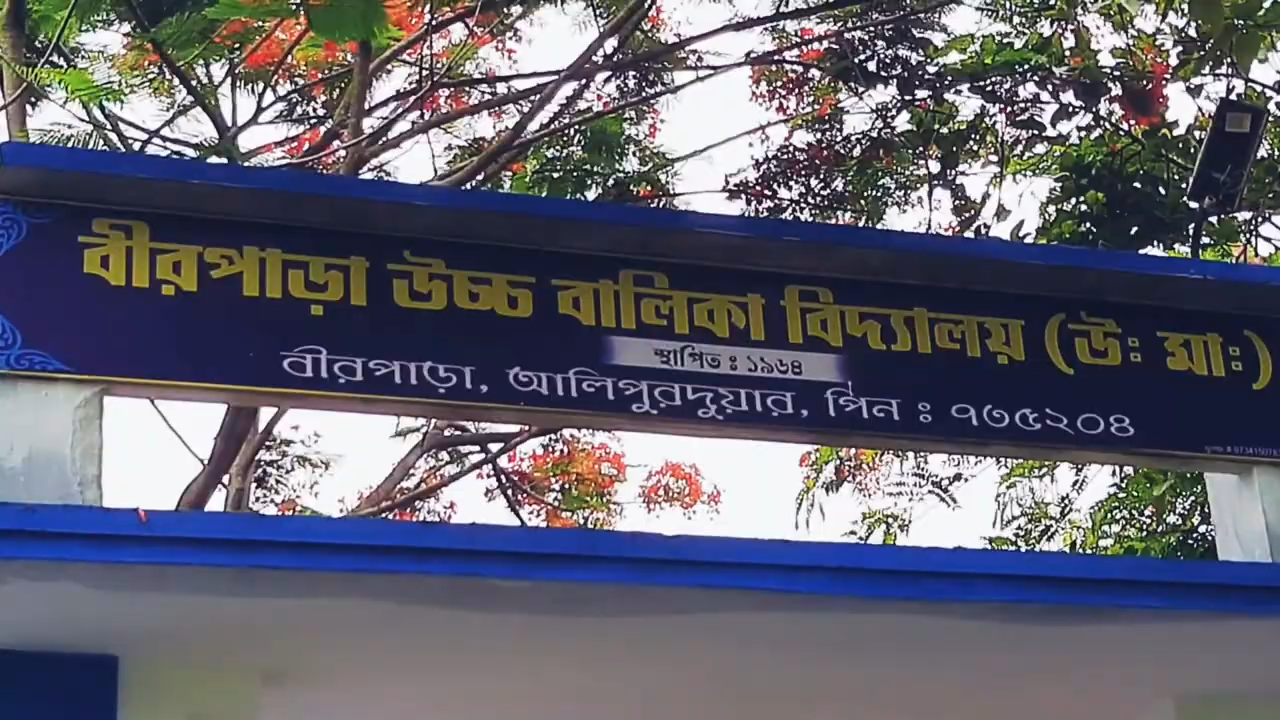 বীরপাড়া উচ্চ বালিকা বিদ্যালয় (উঃ মাঃ)
স্থাপিত ঃ ১৯৬৪
বীরপাড়া, আলিপুরদুয়ার, পিন ঃ ৭৩৫২০৪